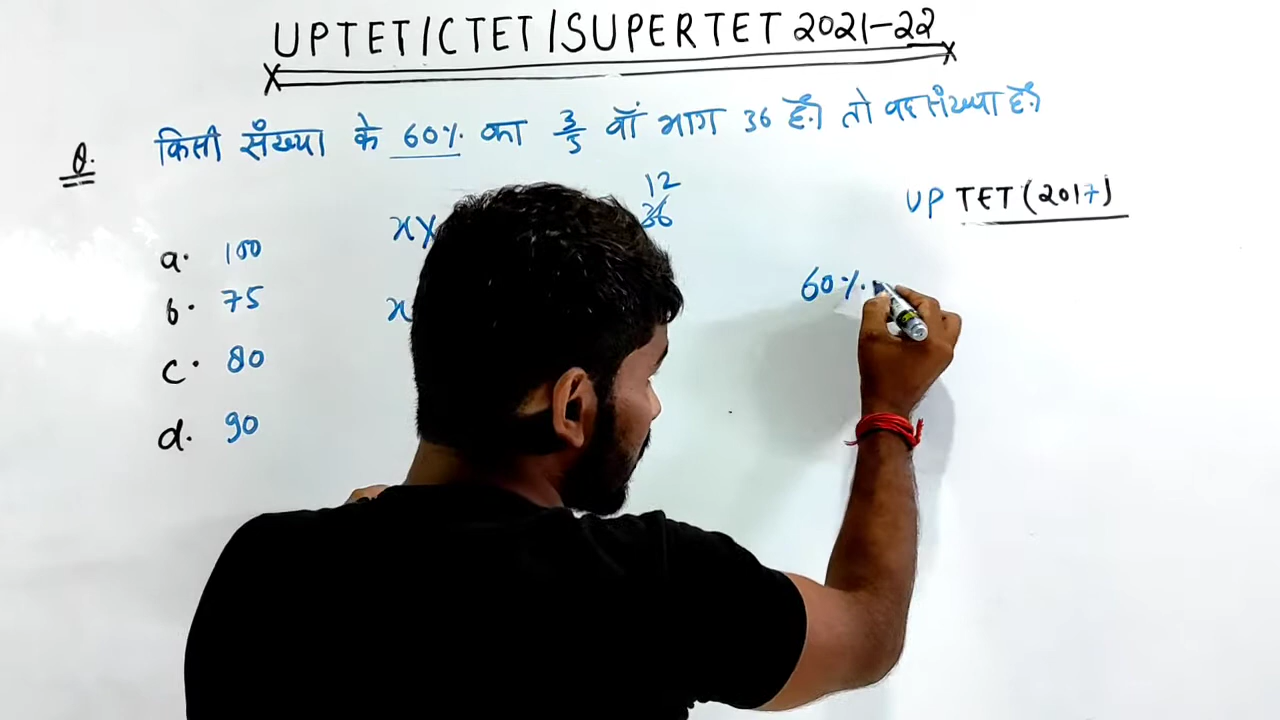 UPTET/CTET/SUPERTET 2021-22
Q. किसी संख्या के 60% का 3/5 वाँ भाग 36 है। तो वह संख्या है?
UP TET (2017)
a. 100
b. 75
c. 80
d. 90
x×
12
36
x
60%